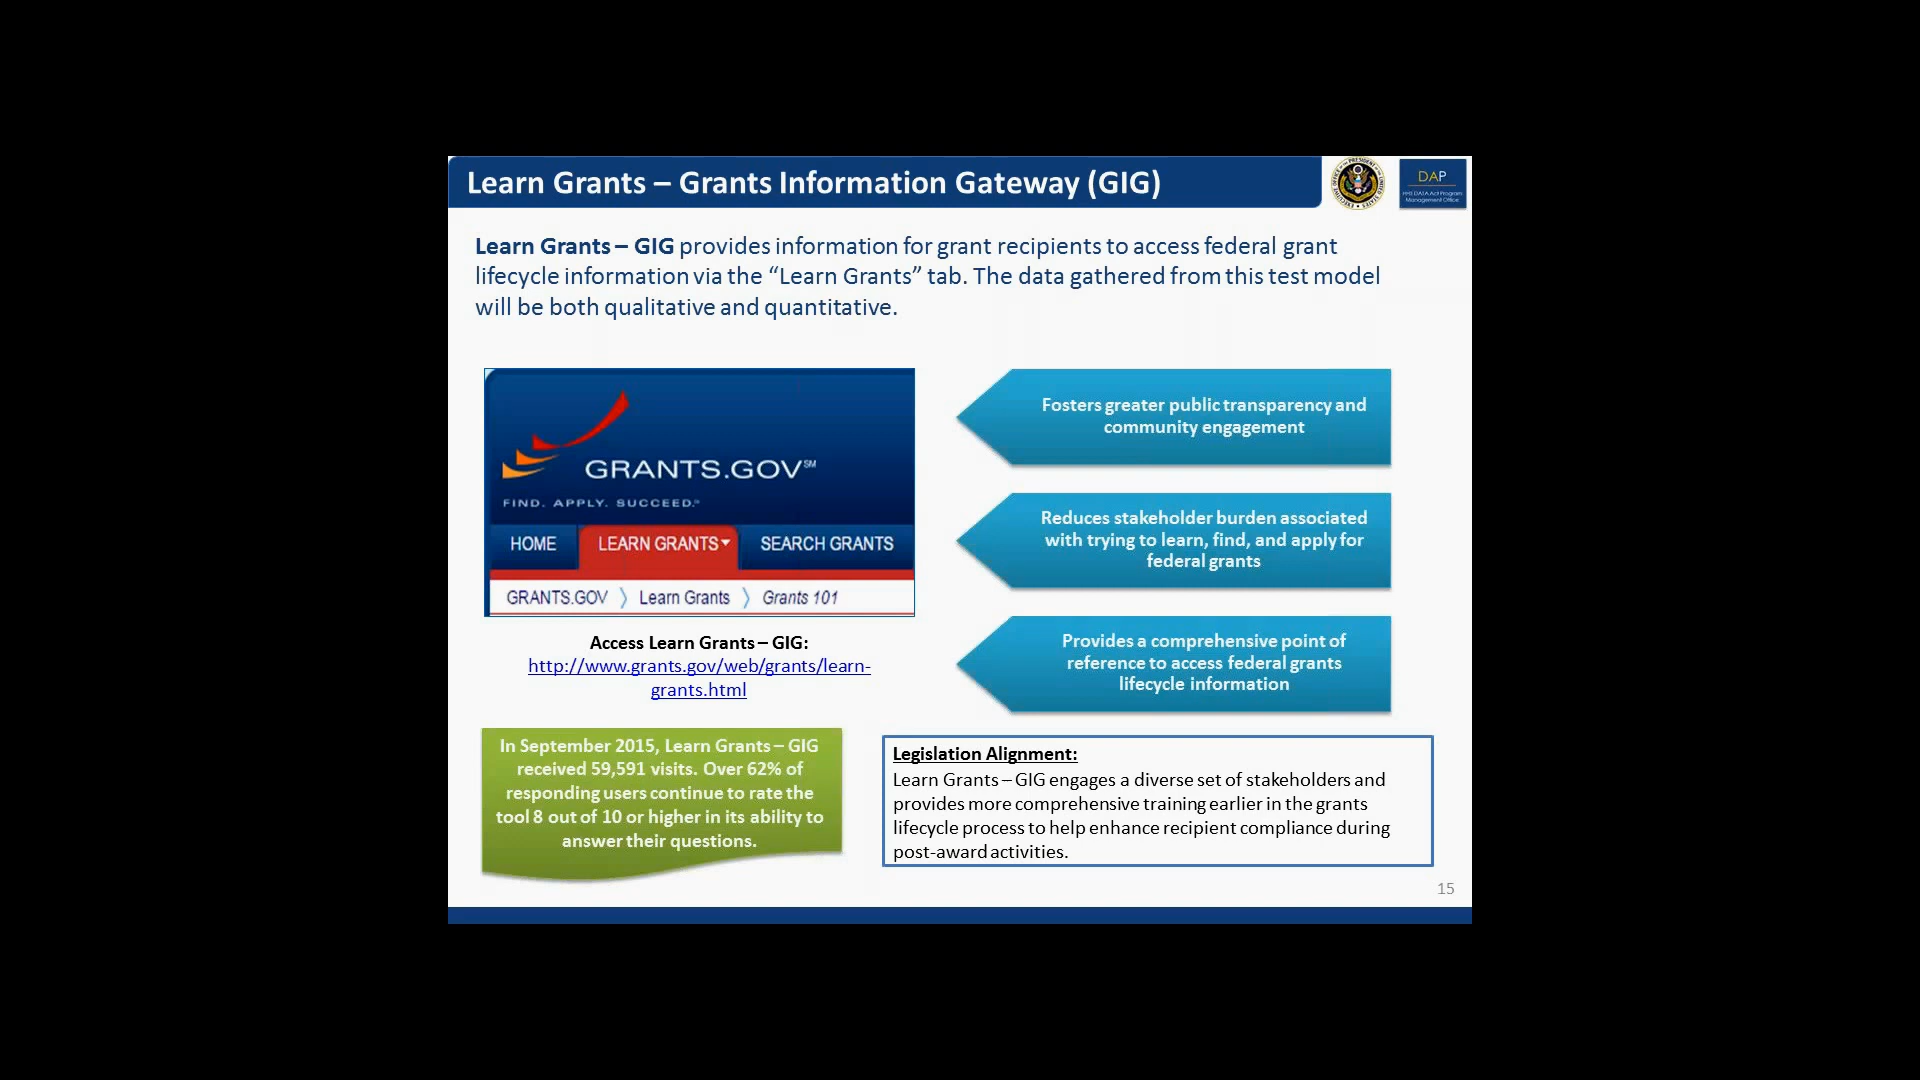 Learn Grants – Grants Information Gateway (GIG)
DAP
HHS DATA Act Program
Management Office
Learn Grants – GIG provides information for grant recipients to access federal grant
lifecycle information via the “Learn Grants” tab. The data gathered from this test model
will be both qualitative and quantitative.
GRANTS.GOV℠
FIND. APPLY. SUCCEED.
HOME
LEARN GRANTS
SEARCH GRANTS
GRANTS.GOV 〉 Learn Grants 〉 Grants 101
Access Learn Grants – GIG:
http://www.grants.gov/web/grants/learn-
grants.html
Fosters greater public transparency and
community engagement
Reduces stakeholder burden associated
with trying to learn, find, and apply for
federal grants
Provides a comprehensive point of
reference to access federal grants
lifecycle information
In September 2015, Learn Grants – GIG
received 59,591 visits. Over 62% of
responding users continue to rate the
tool 8 out of 10 or higher in its ability to
answer their questions.
Legislation Alignment:
Learn Grants – GIG engages a diverse set of stakeholders and
provides more comprehensive training earlier in the grants
lifecycle process to help enhance recipient compliance during
post-award activities.
15